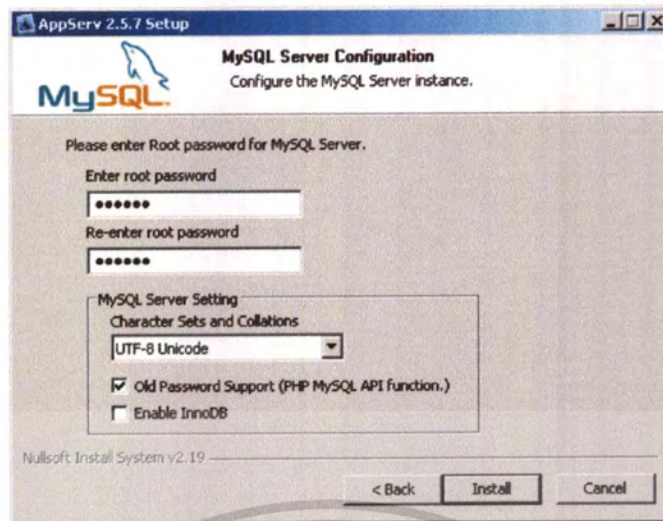 AppServ 2.5.7 Setup
MySQL Server Configuration
Configure the MySQL Server instance.
MySQL
Please enter Root password for MySQL Server.
Enter root password
••••••
Re-enter root password
••••••
MySQL Server Setting
Character Sets and Collations
UTF-8 Unicode
Old Password Support (PHP MySQL API function.)
Enable InnoDB
Nullsoft Install System v2.19
< Back Install Cancel